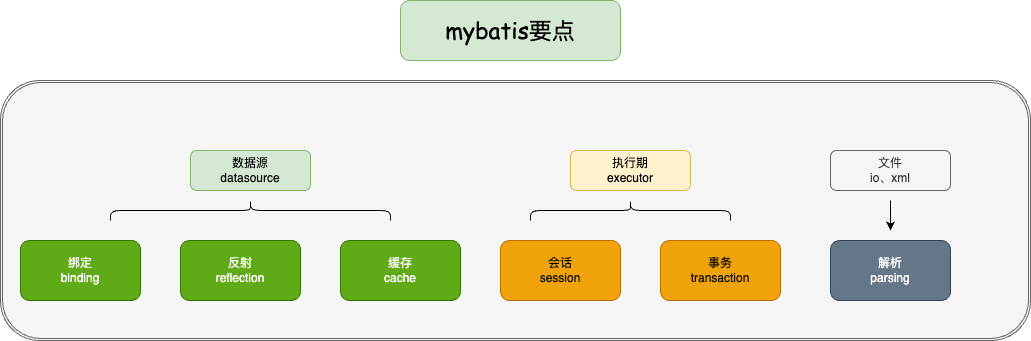 mybatis要点
数据源
datasource
执行期
executor
文件
io、xml
绑定
binding
反射
reflection
缓存
cache
会话
session
事务
transaction
解析
parsing